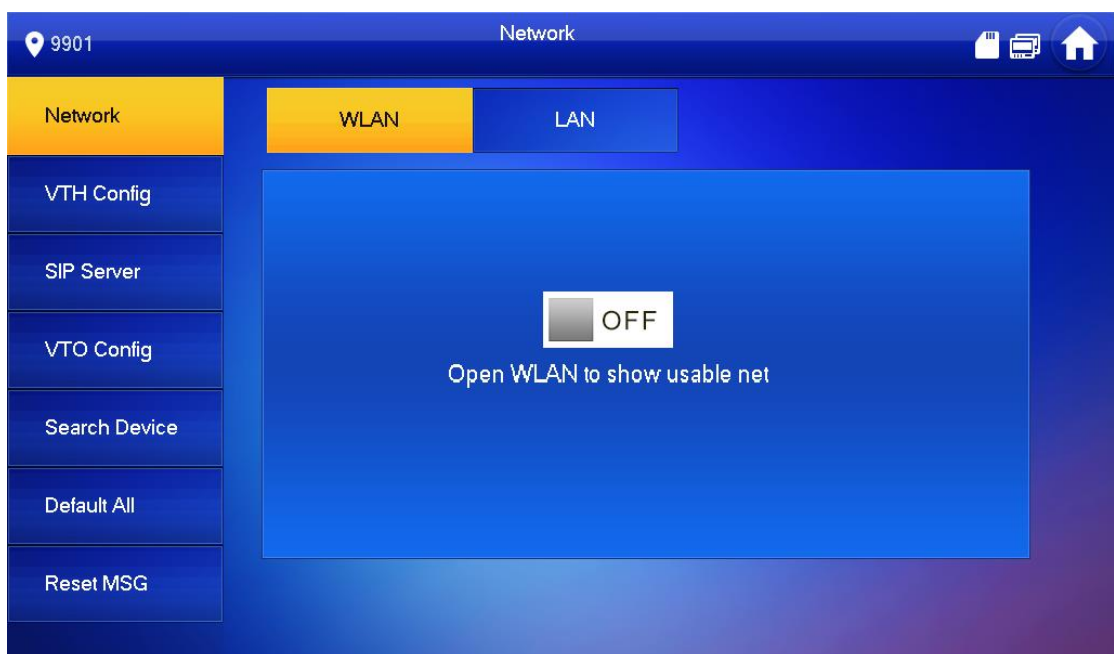 9901
Network
Network
WLAN
LAN
VTH Config
SIP Server
VTO Config
Search Device
Default All
Reset MSG
OFF
Open WLAN to show usable net